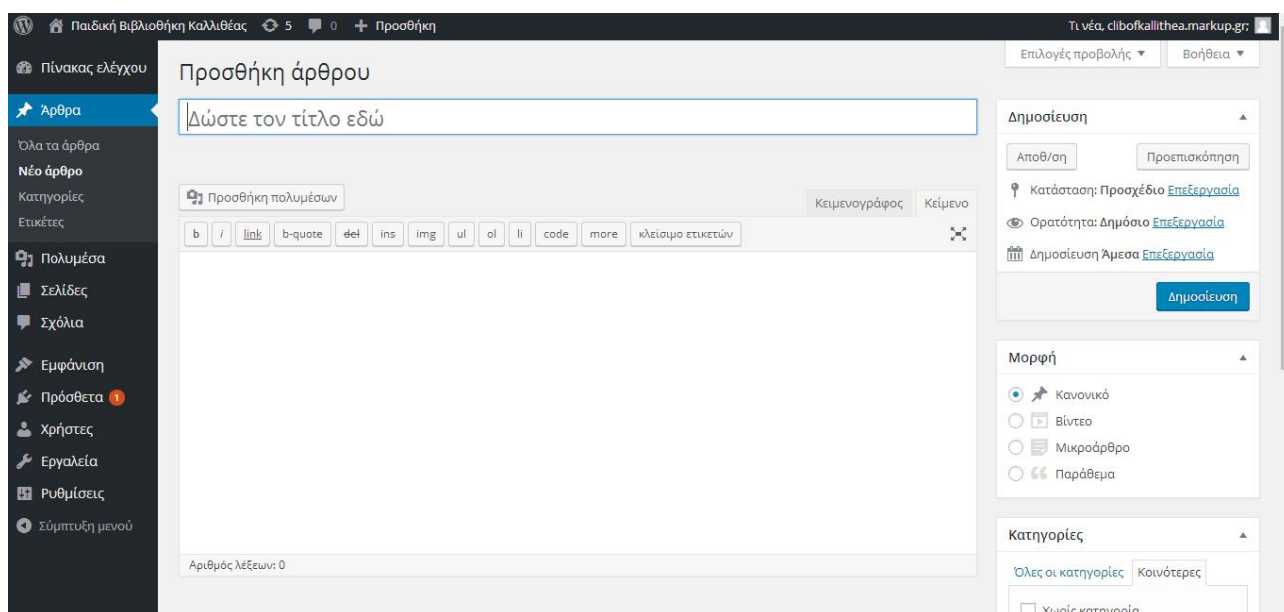 Παιδική Βιβλιοθήκη Καλλιθέας 5 0 Προσθήκη
Τι νέα, clibofkallithea.markup.gr;
Πίνακας ελέγχου
Άρθρα
Όλα τα άρθρα
Νέο άρθρο
Κατηγορίες
Ετικέτες
Πολυμέσα
Σελίδες
Σχόλια
Εμφάνιση
Πρόσθετα 1
Χρήστες
Εργαλεία
Ρυθμίσεις
Σύμπτυξη μενού
Επιλογές προβολής Βοήθεια
Προσθήκη άρθρου
Δώστε τον τίτλο εδώ
Προσθήκη πολυμέσων
Κειμενογράφος Κείμενο
b i link b-quote del ins img ul ol li code more κλείσιμο ετικετών
Αριθμός λέξεων: 0
Δημοσίευση
Αποθ/ση Προεπισκόπηση
Κατάσταση: Προσχέδιο Επεξεργασία
Ορατότητα: Δημόσιο Επεξεργασία
Δημοσίευση Άμεσα Επεξεργασία
Δημοσίευση
Μορφή
Κανονικό
Βίντεο
Μικροάρθρο
Παράθεμα
Κατηγορίες
Όλες οι κατηγορίες Κοινότερες
Χωρίς κατηγορία